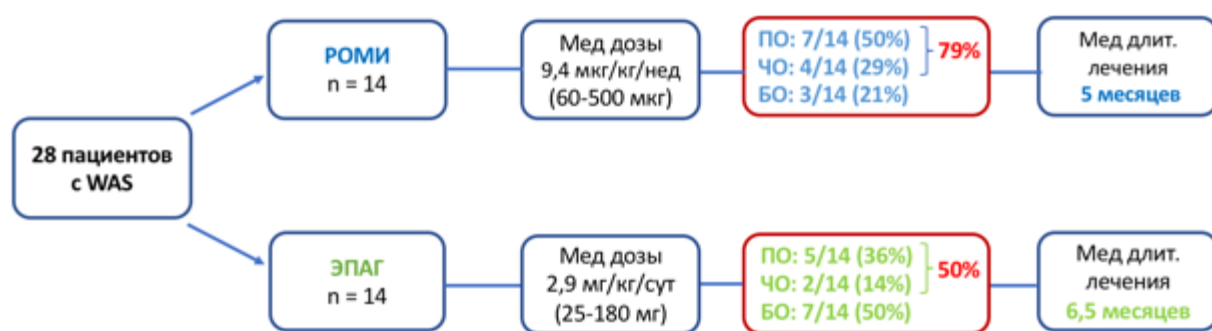 28 пациентов
с WAS
РОМИ
n = 14
Мед дозы
9,4 мкг/кг/нед
(60-500 мкг)
ПО: 7/14 (50%)
ЧО: 4/14 (29%)
79%
БО: 3/14 (21%)
Мед длит.
лечения
5 месяцев
ЭПАГ
n = 14
Мед дозы
2,9 мг/кг/сут
(25-180 мг)
ПО: 5/14 (36%)
ЧО: 2/14 (14%)
50%
БО: 7/14 (50%)
Мед длит.
лечения
6,5 месяцев